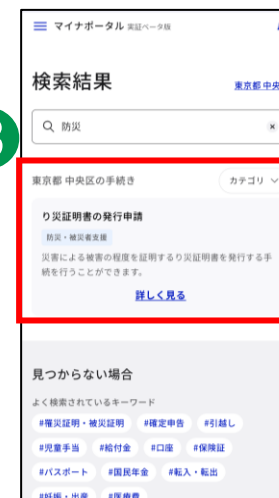 マイナポータル 実証ベータ版
検索結果
東京都 中央
防災
3
東京都 中央区の手続き
カテゴリ
り災証明書の発行申請
防災・被災者支援
災害による被害の程度を証明するり災証明書を発行する手
続を行うことができます。
詳しく見る
見つからない場合
よく検索されているキーワード
#罹災証明・被災証明 #確定申告 #引越し
#児童手当 #給付金 #口座 #保険証
#パスポート #国民年金 #転入・転出
#妊娠・出産 #医療費